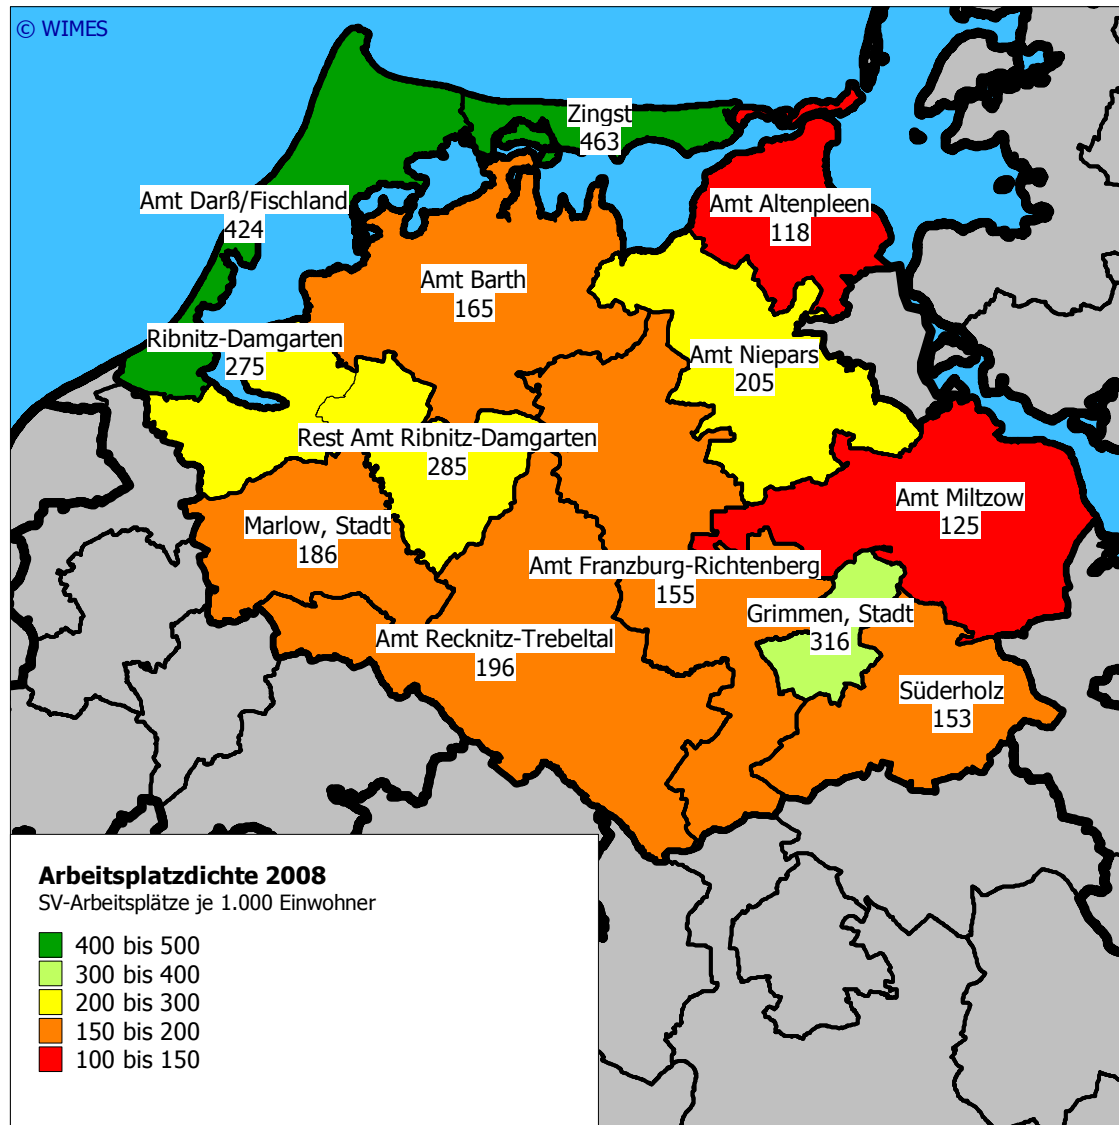 © WIMES
Zingst
463
Amt Darß/Fischland
424
Amt Altenpleen
118
Amt Barth
165
Ribnitz-Damgarten
275
Amt Niepars
205
Rest Amt Ribnitz-Damgarten
285
Marlow, Stadt
186
Amt Miltzow
125
Amt Franzburg-Richtenberg
155
Grimmen, Stadt
316
Amt Recknitz-Trebeltal
196
Süderholz
153
Arbeitsplatzdichte 2008
SV-Arbeitsplätze je 1.000 Einwohner
400 bis 500
300 bis 400
200 bis 300
150 bis 200
100 bis 150